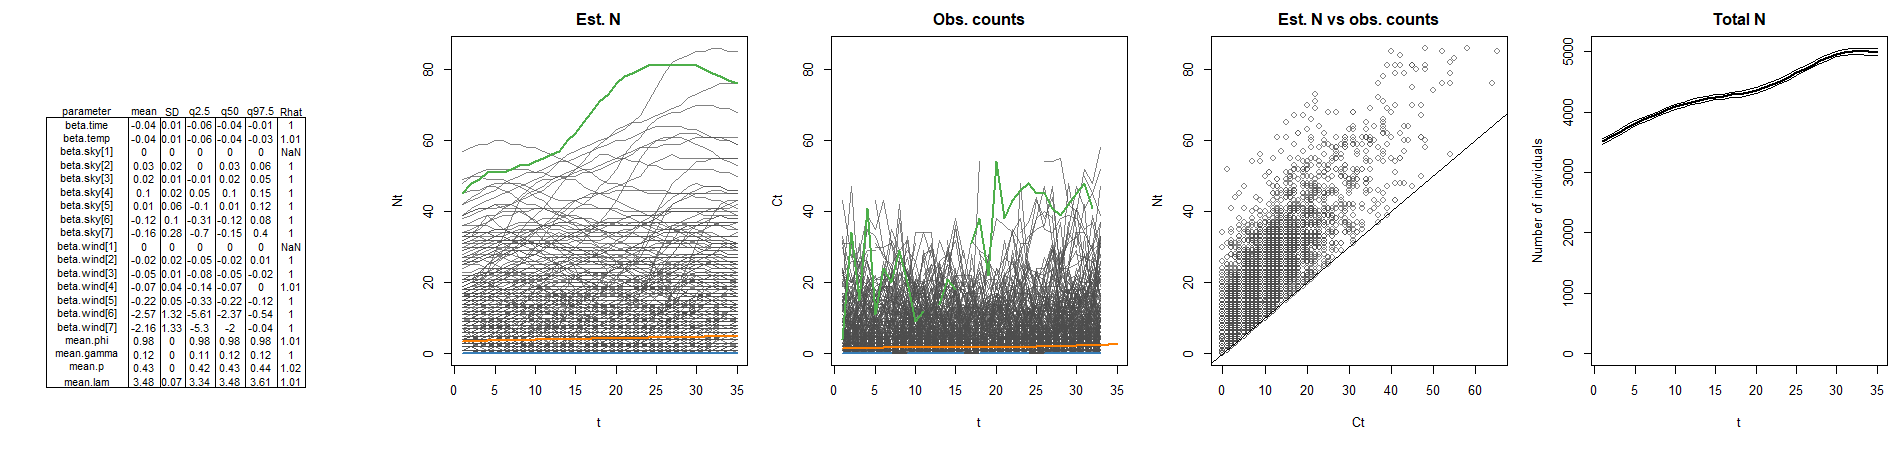 parameter mean SD q2.5 q50 q97.5 Rhat
beta.time -0.04 0.01 -0.06 -0.04 -0.01 1
beta.temp -0.04 0.01 -0.06 -0.04 -0.03 1.01
beta.sky[1] 0 0 0 0 0 NaN
beta.sky[2] 0.03 0.02 0 0.03 0.06 1
beta.sky[3] 0.02 0.01 -0.01 0.02 0.05 1
beta.sky[4] 0.1 0.02 0.05 0.1 0.15 1
beta.sky[5] 0.01 0.06 -0.1 0.01 0.12 1
beta.sky[6] -0.12 0.1 -0.31 -0.12 0.08 1
beta.sky[7] -0.16 0.28 -0.7 -0.15 0.4 1
beta.wind[1] 0 0 0 0 0 NaN
beta.wind[2] -0.02 0.02 -0.05 -0.02 0.01 1
beta.wind[3] -0.05 0.01 -0.08 -0.05 -0.02 1
beta.wind[4] -0.07 0.04 -0.14 -0.07 0 1.01
beta.wind[5] -0.22 0.05 -0.33 -0.22 -0.12 1
beta.wind[6] -2.57 1.32 -5.61 -2.37 -0.54 1
beta.wind[7] -2.16 1.33 -5.3 -2 -0.04 1
mean.phi 0.98 0 0.98 0.98 0.98 1.01
mean.gamma 0.12 0 0.11 0.12 0.12 1
mean.p 0.43 0 0.42 0.43 0.44 1.02
mean.lam 3.48 0.07 3.34 3.48 3.61 1.01
Est. N
Nt
0 20 40 60 80
0 5 10 15 20 25 30 35
t
Obs. counts
Ct
0 20 40 60 80
0 5 10 15 20 25 30 35
t
Est. N vs obs. counts
Nt
0 20 40 60 80
0 10 20 30 40 50 60
Ct
Total N
Number of individuals
0 1000 2000 3000 4000 5000
0 5 10 15 20 25 30 35
t